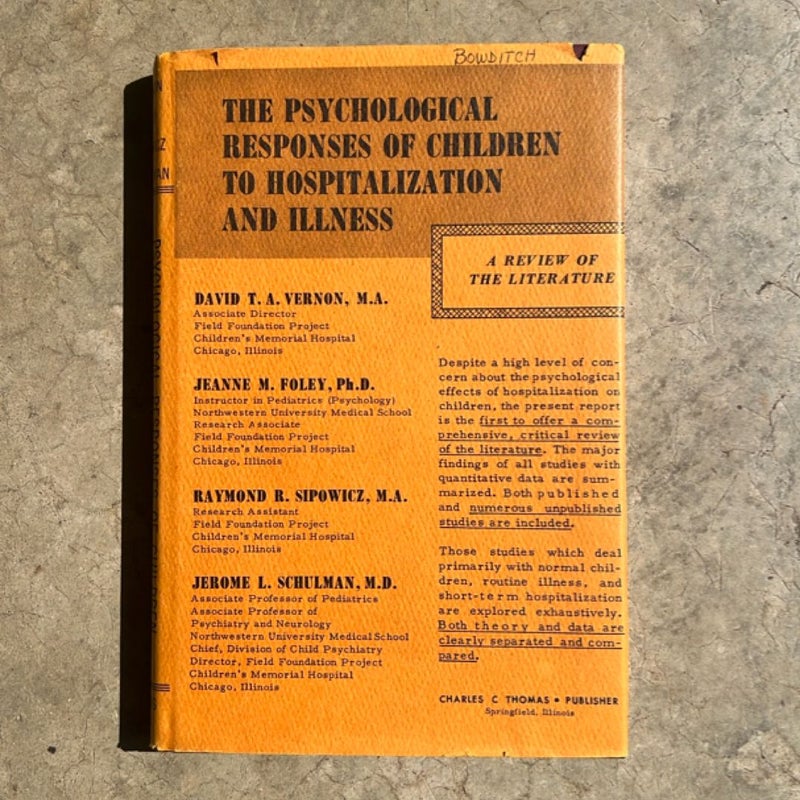 BOWDITCH
THE PSYCHOLOGICAL
RESPONSES OF CHILDREN
TO HOSPITALIZATION
AND ILLNESS
A REVIEW OF
THE LITERATURE
DAVID T. A. VERNON, M.A.
Associate Director
Field Foundation Project
Children's Memorial Hospital
Chicago, Illinois
JEANNE M. FOLEY, Ph.D.
Instructor in Pediatrics (Psychology)
Northwestern University Medical School
Research Associate
Field Foundation Project
Children's Memorial Hospital
Chicago, Illinois
RAYMOND R. SIPOWICZ, M.A.
Research Assistant
Field Foundation Project
Children's Memorial Hospital
Chicago, Illinois
JEROME L. SCHULMAN, M.D.
Associate Professor of Pediatrics
Associate Professor of
Psychiatry and Neurology
Northwestern University Medical School
Chief, Division of Child Psychiatry
Director, Field Foundation Project
Children's Memorial Hospital
Chicago, Illinois
Despite a high level of con-
cern about the psychological
effects of hospitalization on
children, the present report
is the first to offer a com-
prehensive, critical review
of the literature. The major
findings of all studies with
quantitative data are sum-
marized. Both published
and numerous unpublished
studies are included.
Those studies which deal
primarily with normal chil-
dren, routine illness, and
short-term hospitalization
are explored exhaustively.
Both theory and data are
clearly separated and com-
pared.
CHARLES C THOMAS • PUBLISHER
Springfield, Illinois